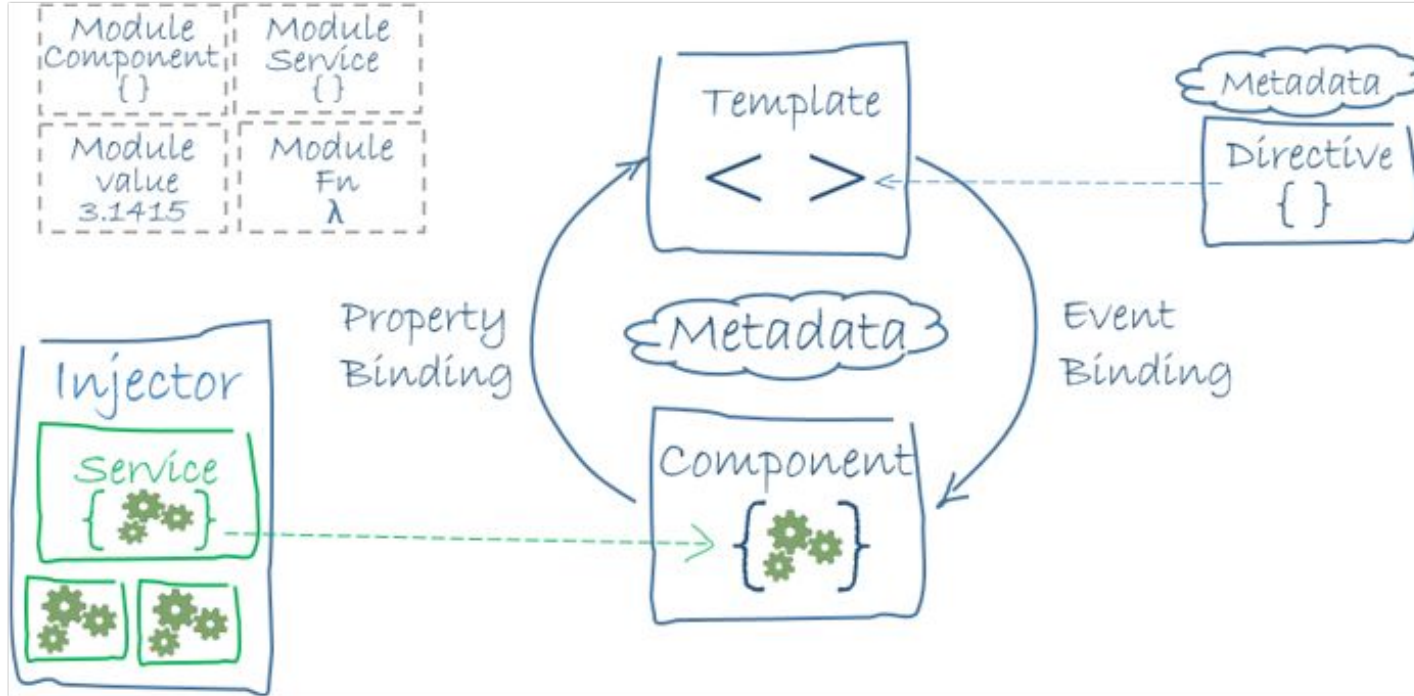 Module
Component
{ }
Module
Service
{ }
Module
value
3.1415
Module
Fn
λ
Template
< >
Metadata
Directive
{ }
Property
Binding
Metadata
Event
Binding
Injector
Service
{ }
Component
{ }